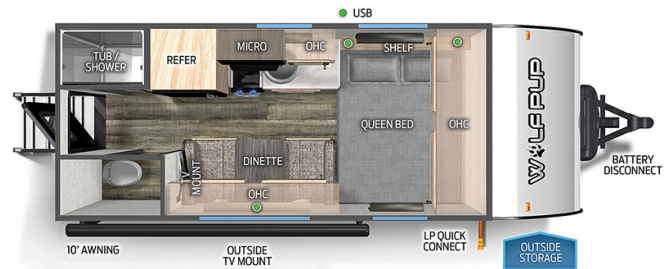 USB
TUB /
SHOWER
REFER
MICRO
OHC
SHELF
QUEEN BED
OHC
WOLF PUP
DINETTE
TV
MOUNT
OHC
BATTERY
DISCONNECT
10' AWNING
OUTSIDE
TV MOUNT
LP QUICK
CONNECT
OUTSIDE
STORAGE